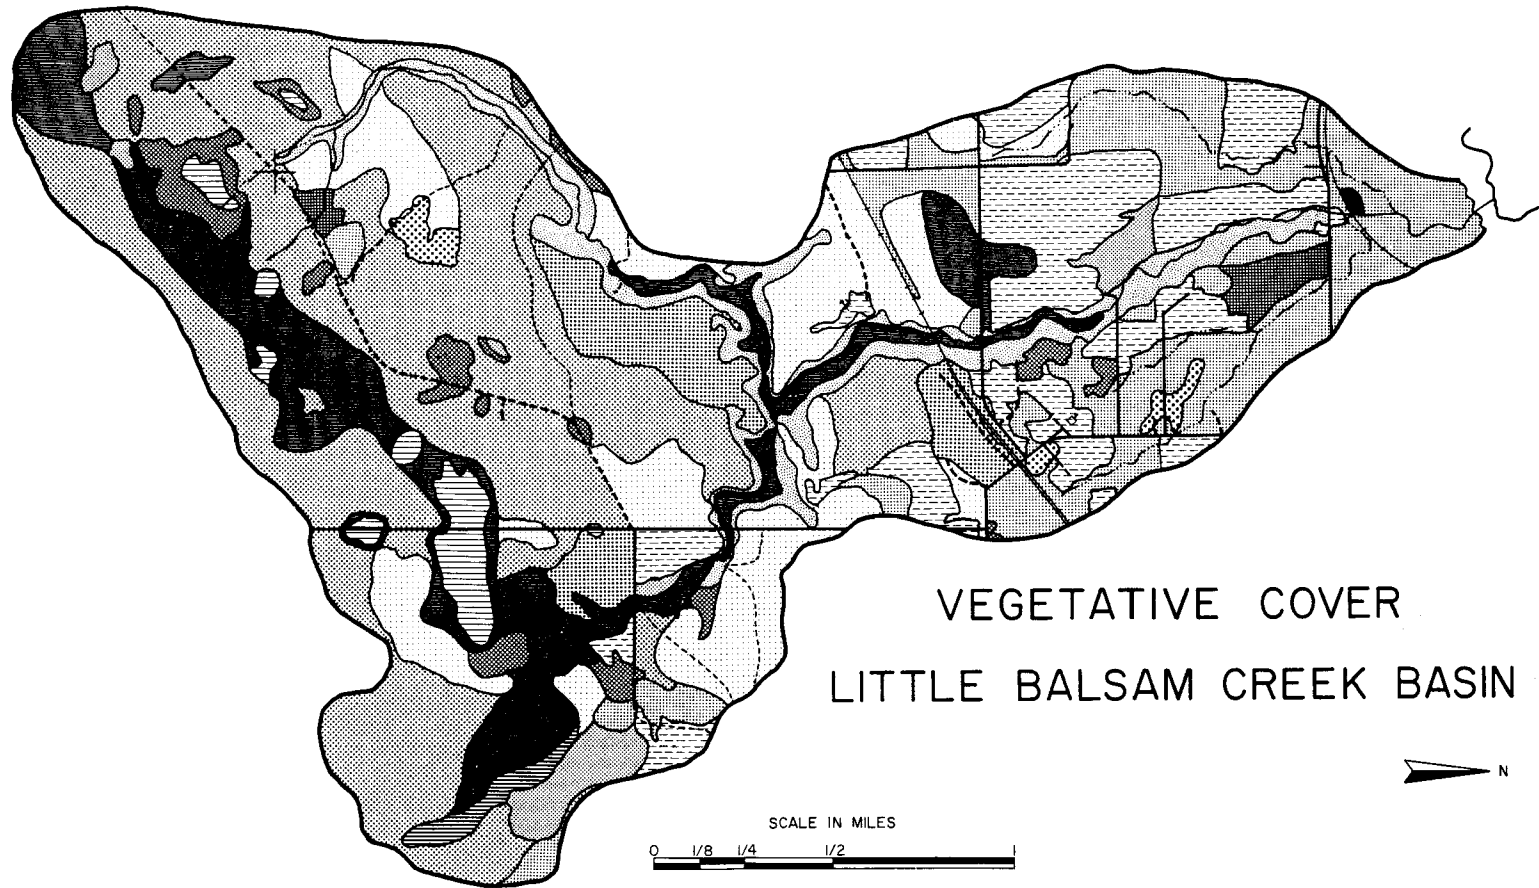 VEGETATIVE COVER
LITTLE BALSAM CREEK BASIN
N
SCALE IN MILES
0 1/8 1/4 1/2 1